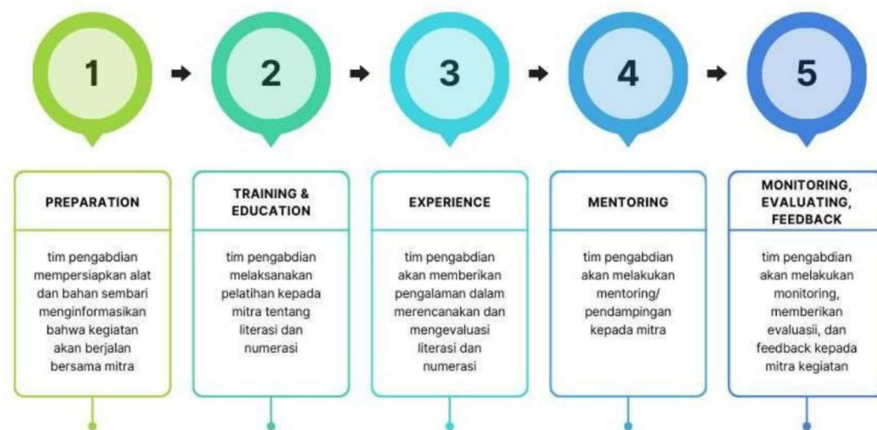 1
2
3
4
5
PREPARATION
tim pengabdian
mempersiapkan alat
dan bahan sembari
menginformasikan
bahwa kegiatan
akan berjalan
bersama mitra
TRAINING &
EDUCATION
tim pengabdian
melaksanakan
pelatihan kepada
mitra tentang
literasi dan
numerasi
EXPERIENCE
tim pengabdian
akan memberikan
pengalaman dalam
merencanakan dan
mengevaluasi
literasi dan
numerasi
MENTORING
tim pengabdian
akan melakukan
mentoring/
pendampingan
kepada mitra
MONITORING,
EVALUATING,
FEEDBACK
tim pengabdian
akan melakukan
monitoring,
memberikan
evaluasii, dan
feedback kepada
mitra kegiatan